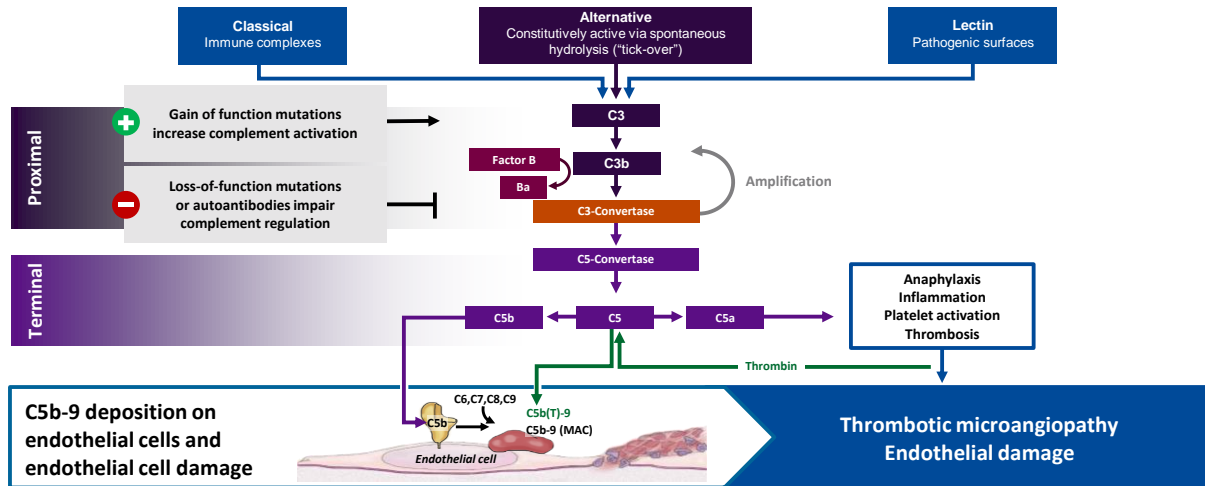 Classical
Immune complexes
Alternative
Constitutively active via spontaneous
hydrolysis (“tick-over”)
Lectin
Pathogenic surfaces
Proximal
Gain of function mutations
increase complement activation
Loss-of-function mutations
or autoantibodies impair
complement regulation
C3
Factor B
C3b
Ba
Amplification
C3-Convertase
Terminal
C5-Convertase
C5b
C5
C5a
Anaphylaxis
Inflammation
Platelet activation
Thrombosis
Thrombin
C5b-9 deposition on
endothelial cells and
endothelial cell damage
C6,C7,C8,C9
C5b
C5b(T)-9
C5b-9 (MAC)
Endothelial cell
Thrombotic microangiopathy
Endothelial damage